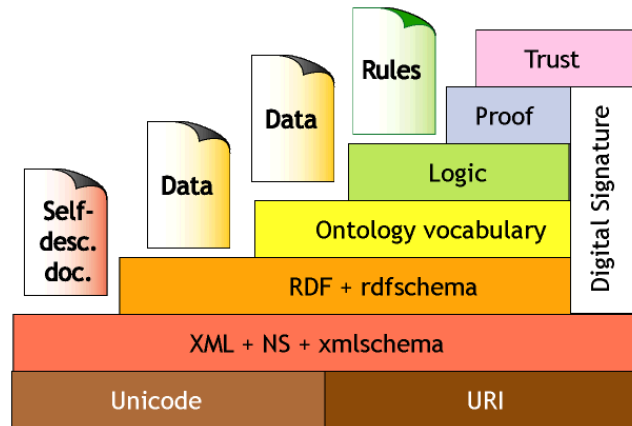 Rules
Trust
Data
Proof
Data
Logic
Self-
desc.
doc.
Ontology vocabulary
Digital Signature
RDF + rdfschema
XML + NS + xmlschema
Unicode
URI